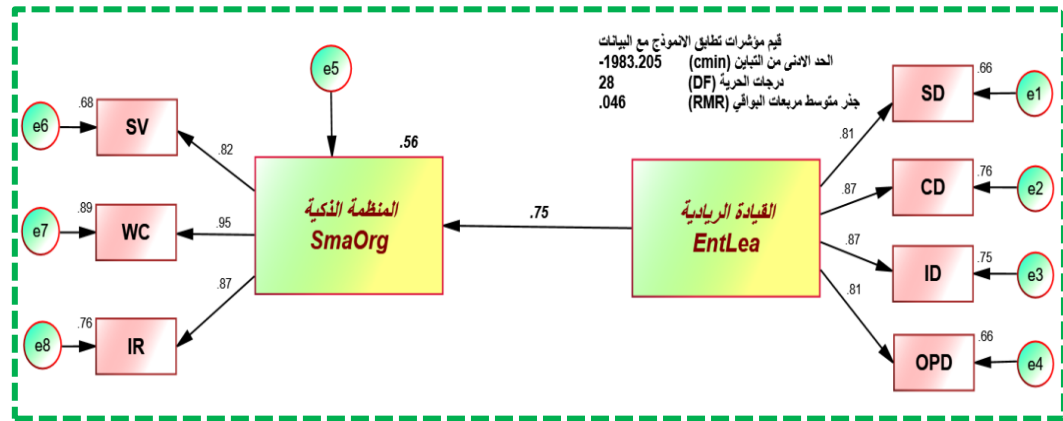 قيم مؤشرات تطابق الانموذج مع البيانات
الحد الادنى من التباين (cmin) 1983.205-
درجات الحرية (DF) 28
جذر متوسط مربعات البواقي (RMR) .046
e5
e6
.68
SV
.82
e7
.89
WC
.95
e8
.76
IR
.87
.56
المنظمة الذكية
SmaOrg
.75
القيادة الريادية
EntLea
.81
SD
.66
e1
.87
CD
.76
e2
.87
ID
.75
e3
.81
OPD
.66
e4